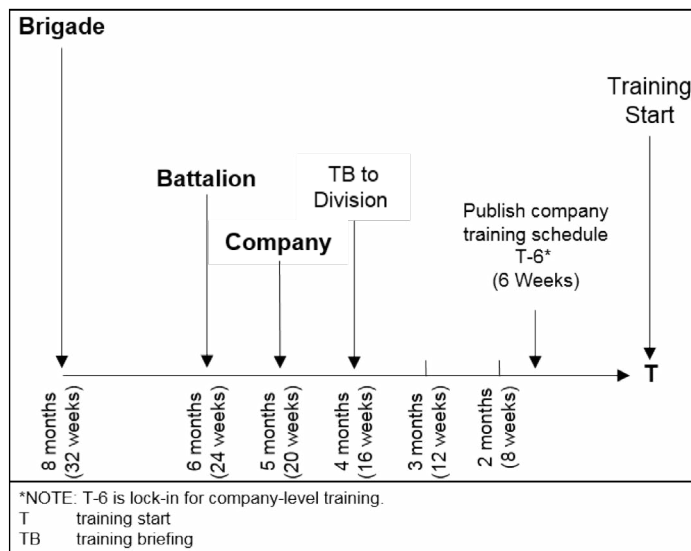 Brigade
Training
Start
Battalion
TB to
Division
Company
Publish company
training schedule
T-6*
(6 Weeks)
T
8 months
(32 weeks)
6 months
(24 weeks)
5 months
(20 weeks)
4 months
(16 weeks)
3 months
(12 weeks)
2 months
(8 weeks)
*NOTE: T-6 is lock-in for company-level training.
T training start
TB training briefing